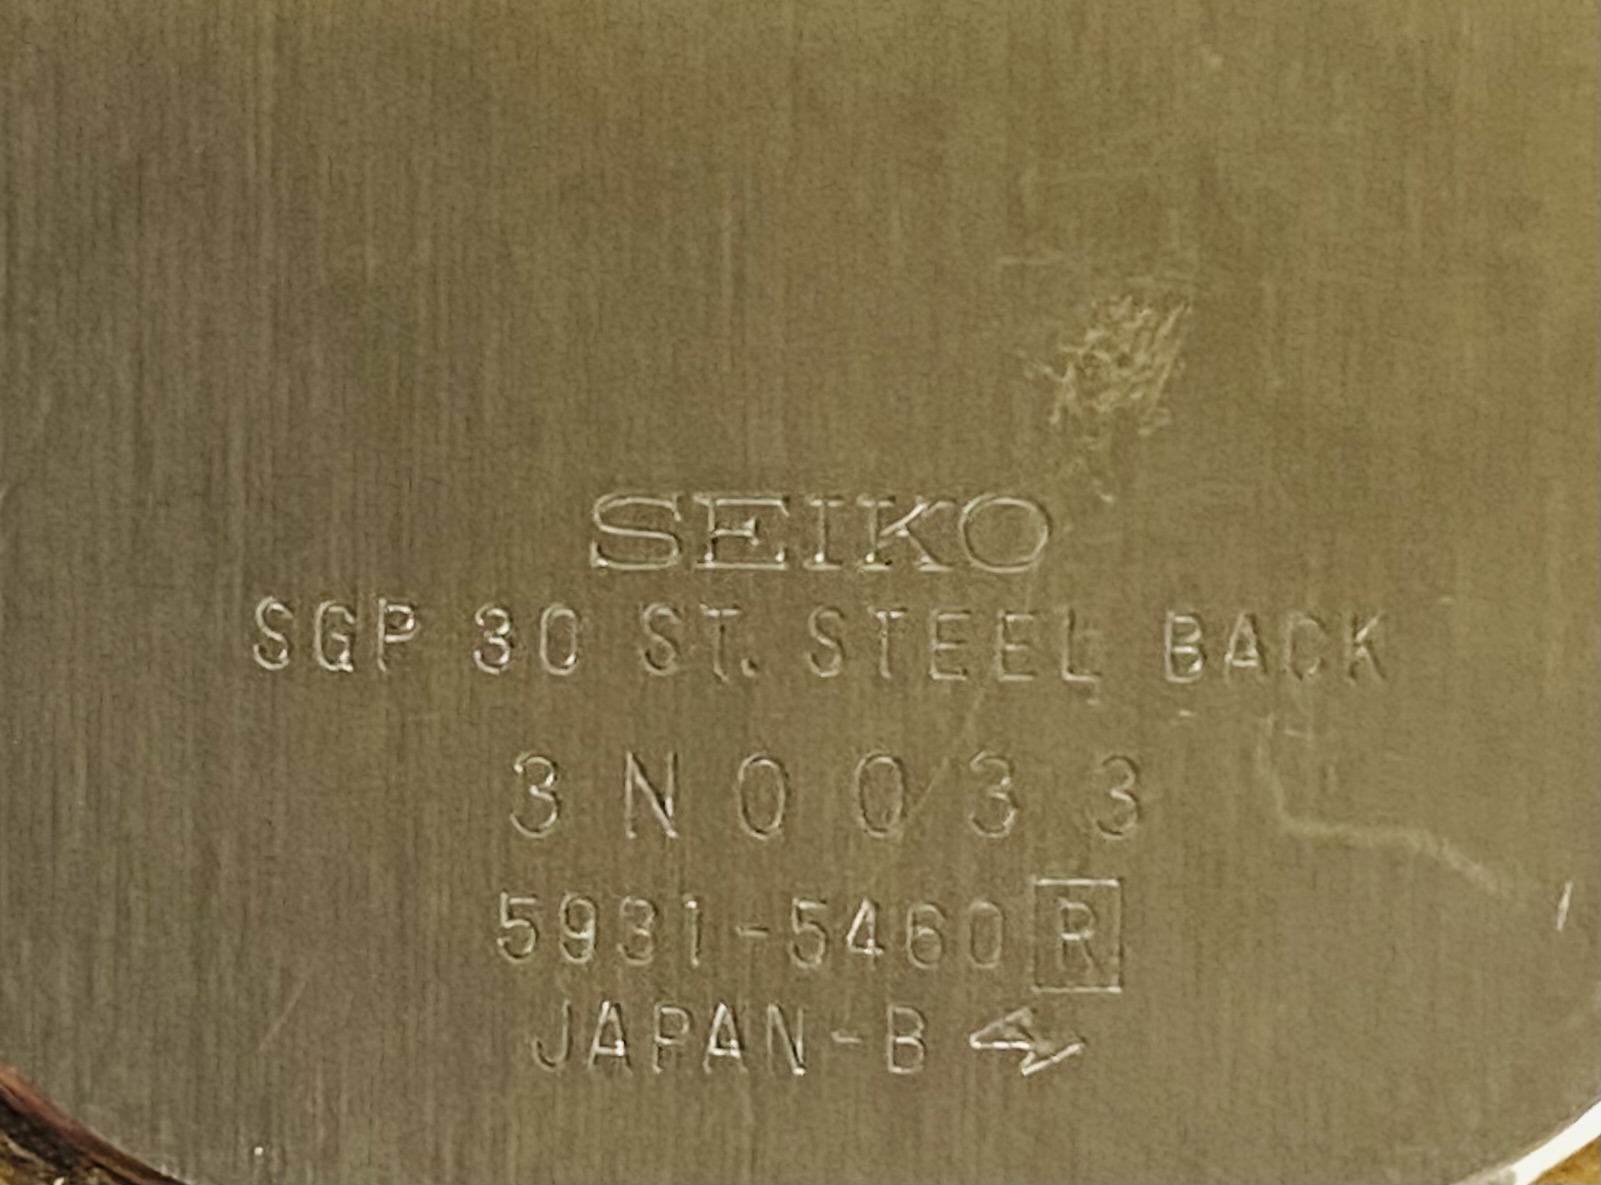 SEIKO
SGP 30 ST. STEEL BACK
3N0033
5931-5460 R
JAPAN-B